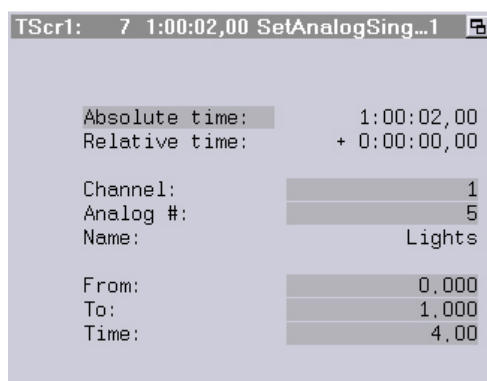 TScr1: 7 1:00:02,00 SetAnalogSing…1
Absolute time: 1:00:02,00
Relative time: + 0:00:00,00
Channel: 1
Analog #: 5
Name: Lights
From: 0,000
To: 1,000
Time: 4,00